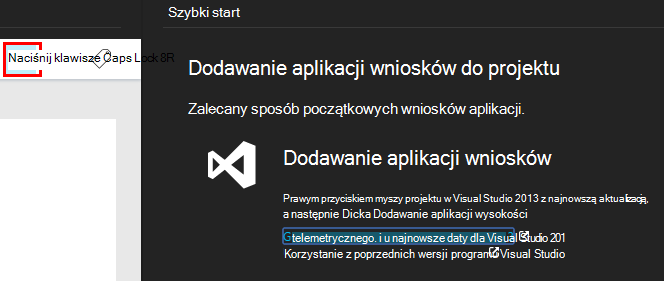 Szybki start
Naciśnij klawisze Caps Lock 8R
Dodawanie aplikacji wniosków do projektu
Zalecany sposób początkowych wniosków aplikacji.
Dodawanie aplikacji wniosków
Prawym przyciskiem myszy projektu w Visual Studio 2013 z najnowszą aktualizacją,
a następnie Dicka Dodawanie aplikacji wysokości
telemetrycznego. i u najnowsze daty dla Visual Studio 201
Korzystanie z poprzednich wersji programu Visual Studio